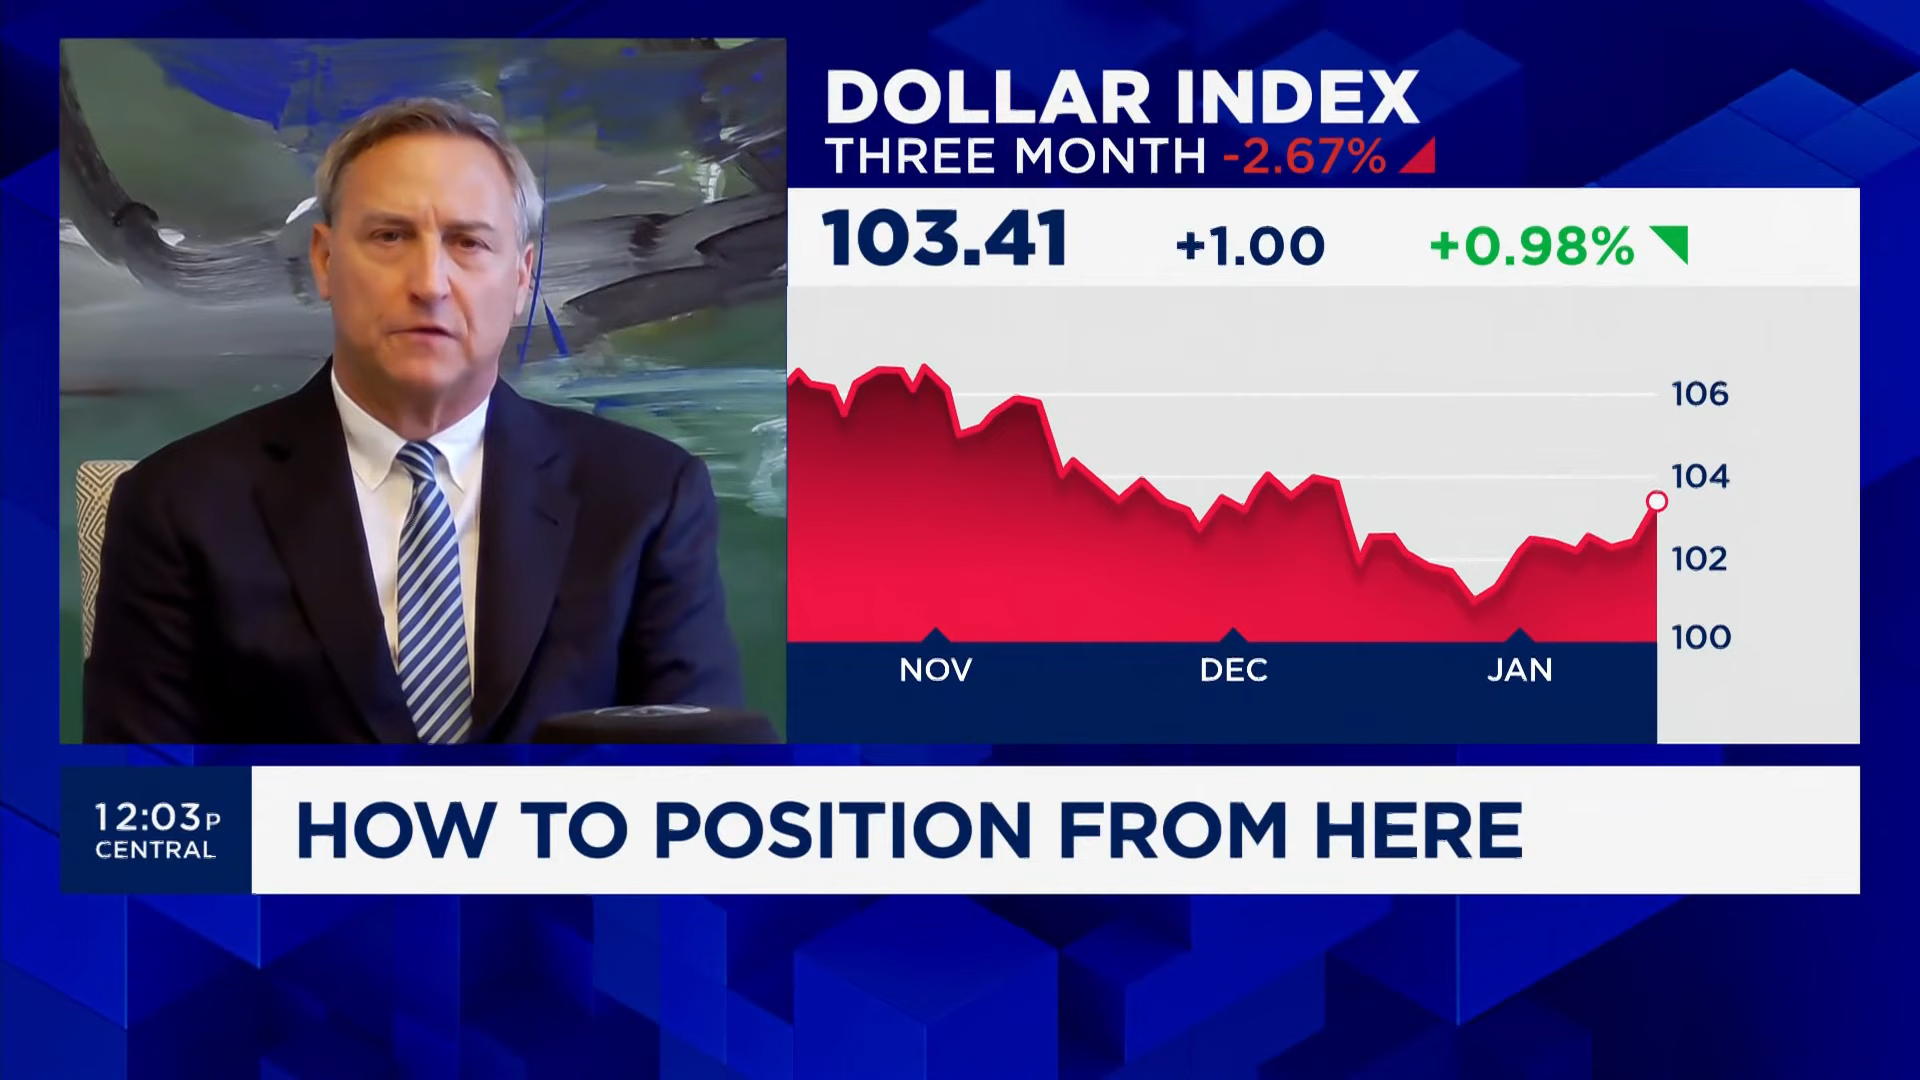 DOLLAR INDEX
THREE MONTH -2.67%
103.41 +1.00 +0.98%
106
104
102
100
NOV DEC JAN
12:03P
CENTRAL
HOW TO POSITION FROM HERE